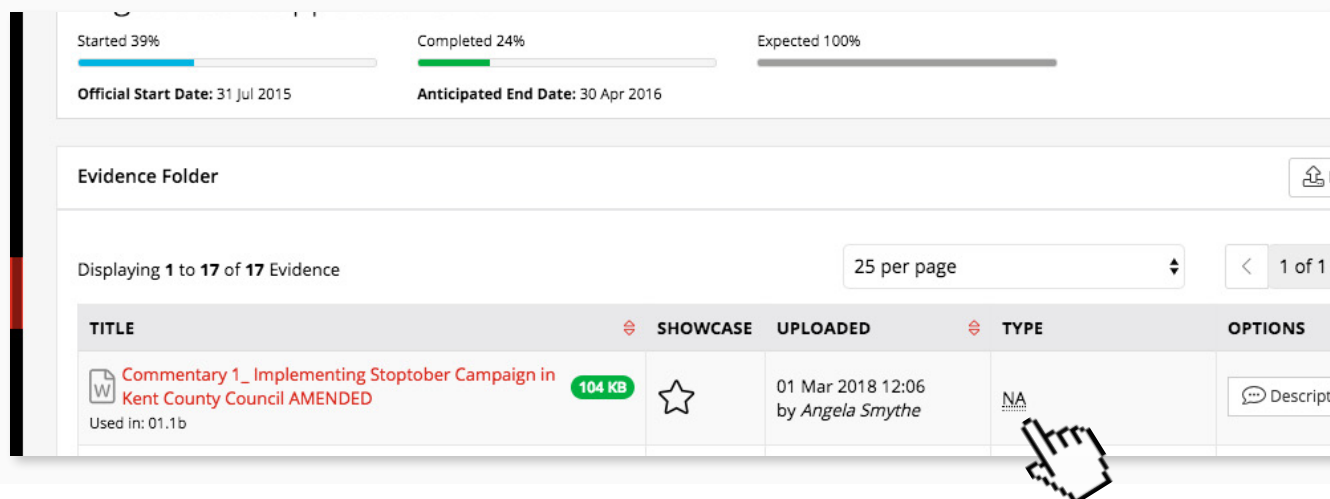 Started 39% Completed 24% Expected 100%
Official Start Date: 31 Jul 2015 Anticipated End Date: 30 Apr 2016
Evidence Folder
Displaying 1 to 17 of 17 Evidence 25 per page 1 of 1
TITLE SHOWCASE UPLOADED TYPE OPTIONS
Commentary 1_ Implementing Stoptober Campaign in
Kent County Council AMENDED
104 KB
Used in: 01.1b
01 Mar 2018 12:06
by Angela Smythe
NA
Descript